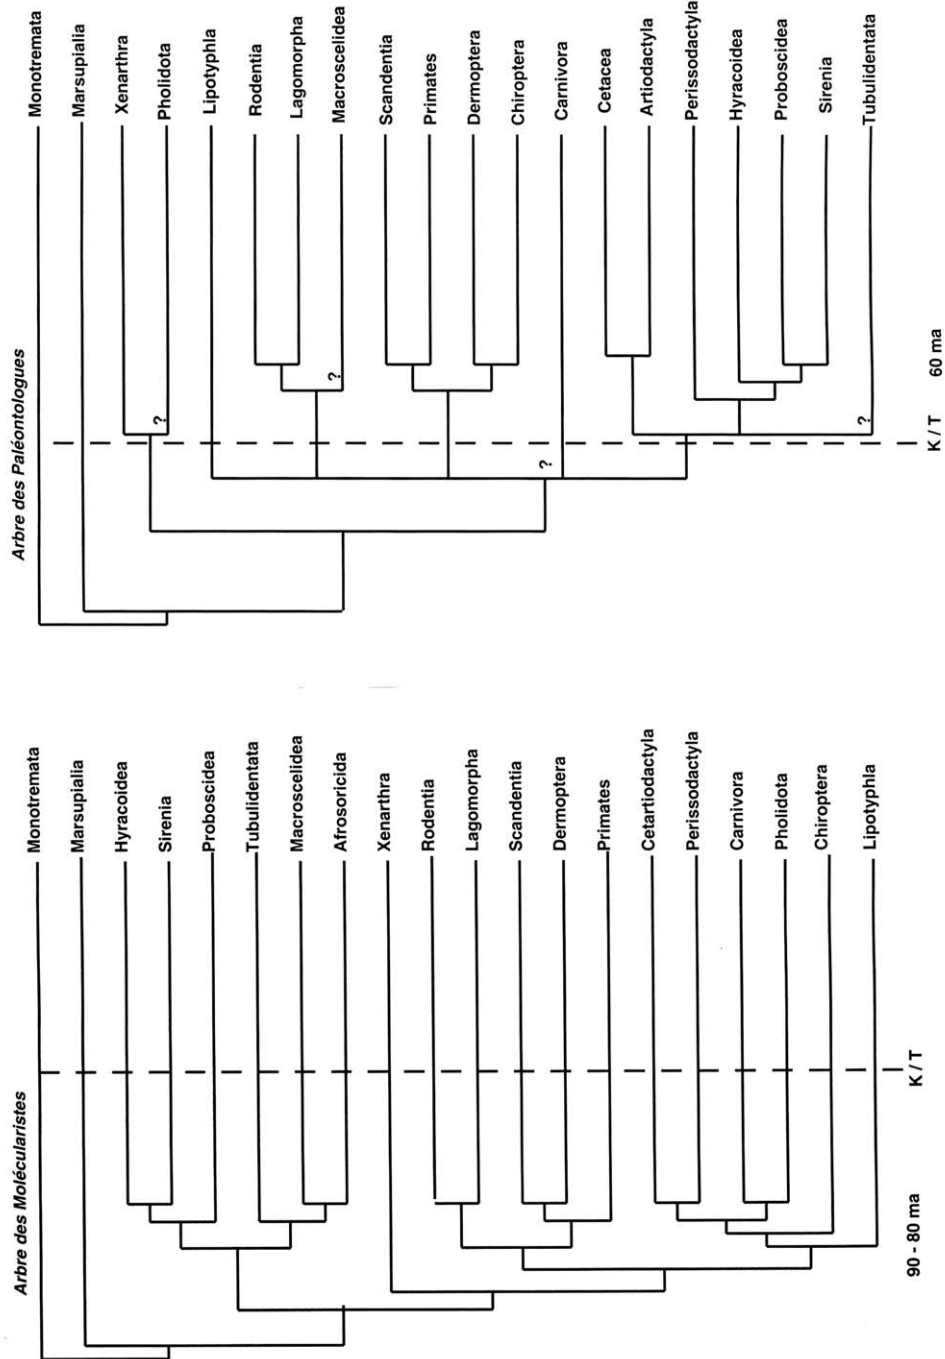 Arbre des Moléculáristes
Monotremata
Marsupialia
Hyracoidea
Sirenia
Proboscidea
Tubulidentata
Macroscelidea
Afrosoricida
Xenarthra
Rodentia
Lagomorpha
Scandentia
Dermoptera
Primates
Cetartiodactyla
Perissodactyla
Carnivora
Pholidota
Chiroptera
Lipotyphla
90 - 80 ma
K / T
Arbre des Paléontologues
Monotremata
Marsupialia
Xenarthra
Pholidota
Lipotyphla
Rodentia
Lagomorpha
Macroscelidea
Scandentia
Primates
Dermoptera
Chiroptera
Carnivora
Cetacea
Artiodactyla
Perissodactyla
Hyracoidea
Proboscidea
Sirenia
Tubulidentata
?
?
?
?
K / T
60 ma